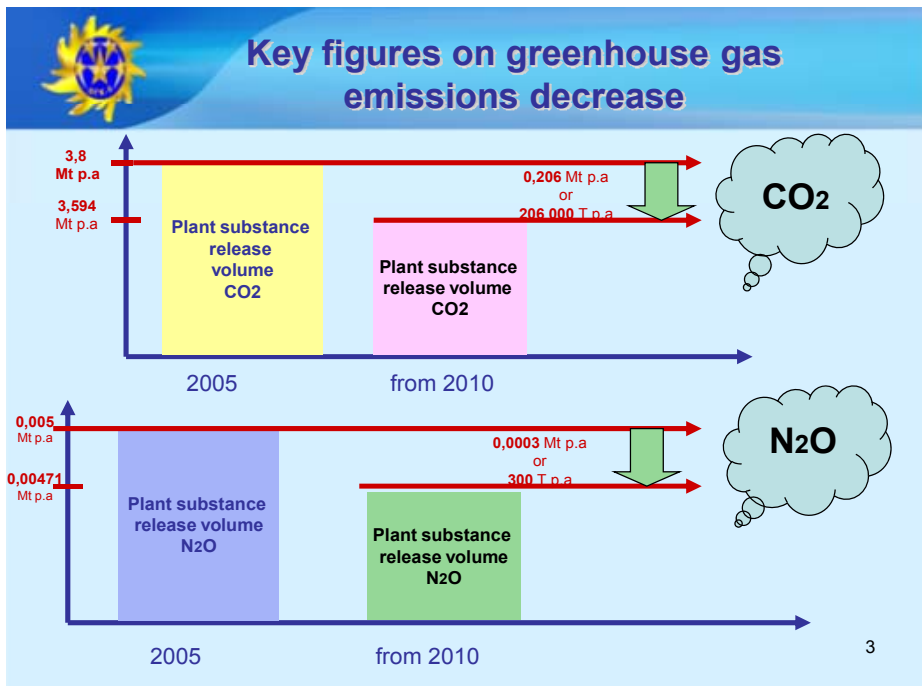 Key figures on greenhouse gas
emissions decrease
3,8
Mt p.a
3,594
Mt p.a
Plant substance
release
volume
CO2
Plant substance
release volume
CO2
0,206 Mt p.a
or
206 000 T p.a
CO2
2005
from 2010
0,005
Mt p.a
0,00471
Mt p.a
Plant substance
release volume
N2O
Plant substance
release volume
N2O
0,0003 Mt p.a
or
300 T p.a
N2O
2005
from 2010
3